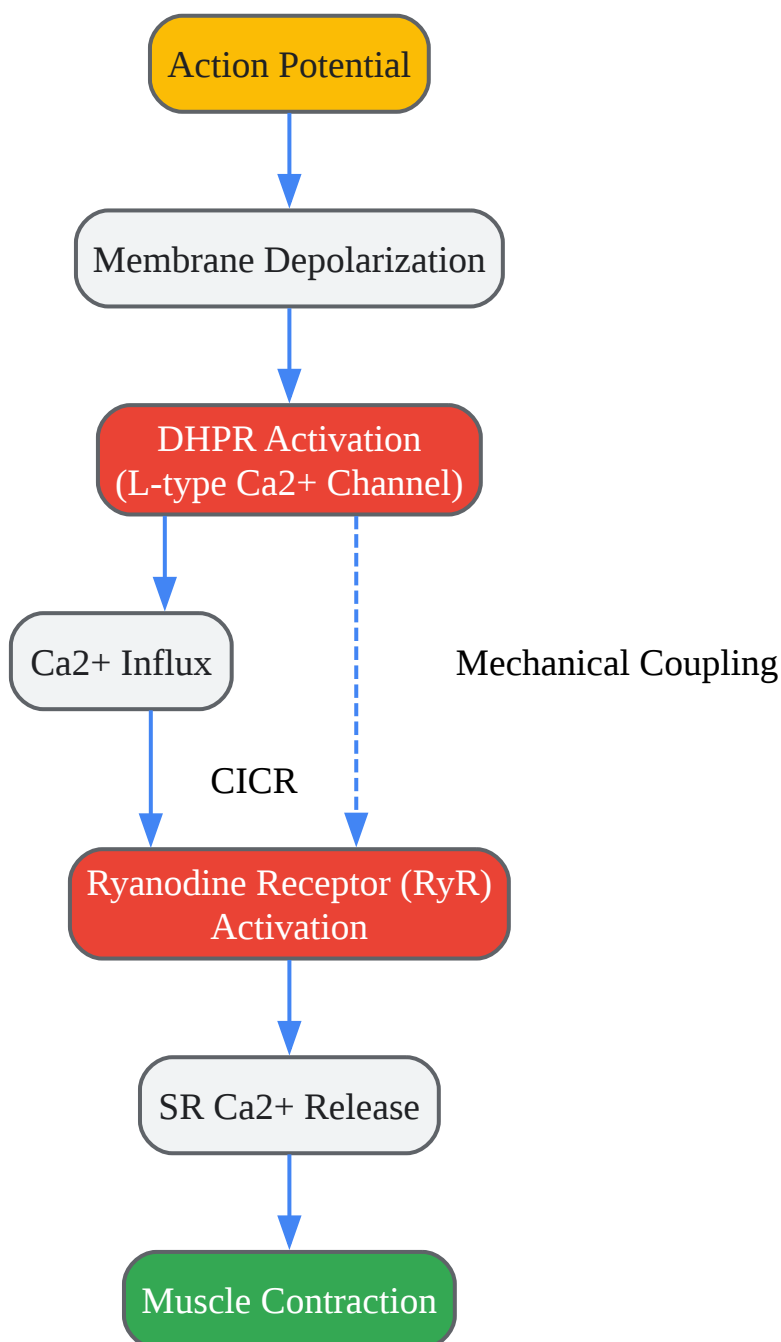 Action Potential
Membrane Depolarization
DHPR Activation
(L-type Ca2+ Channel)
Ca2+ Influx
Mechanical Coupling
CICR
Ryanodine Receptor (RyR)
Activation
SR Ca2+ Release
Muscle Contraction